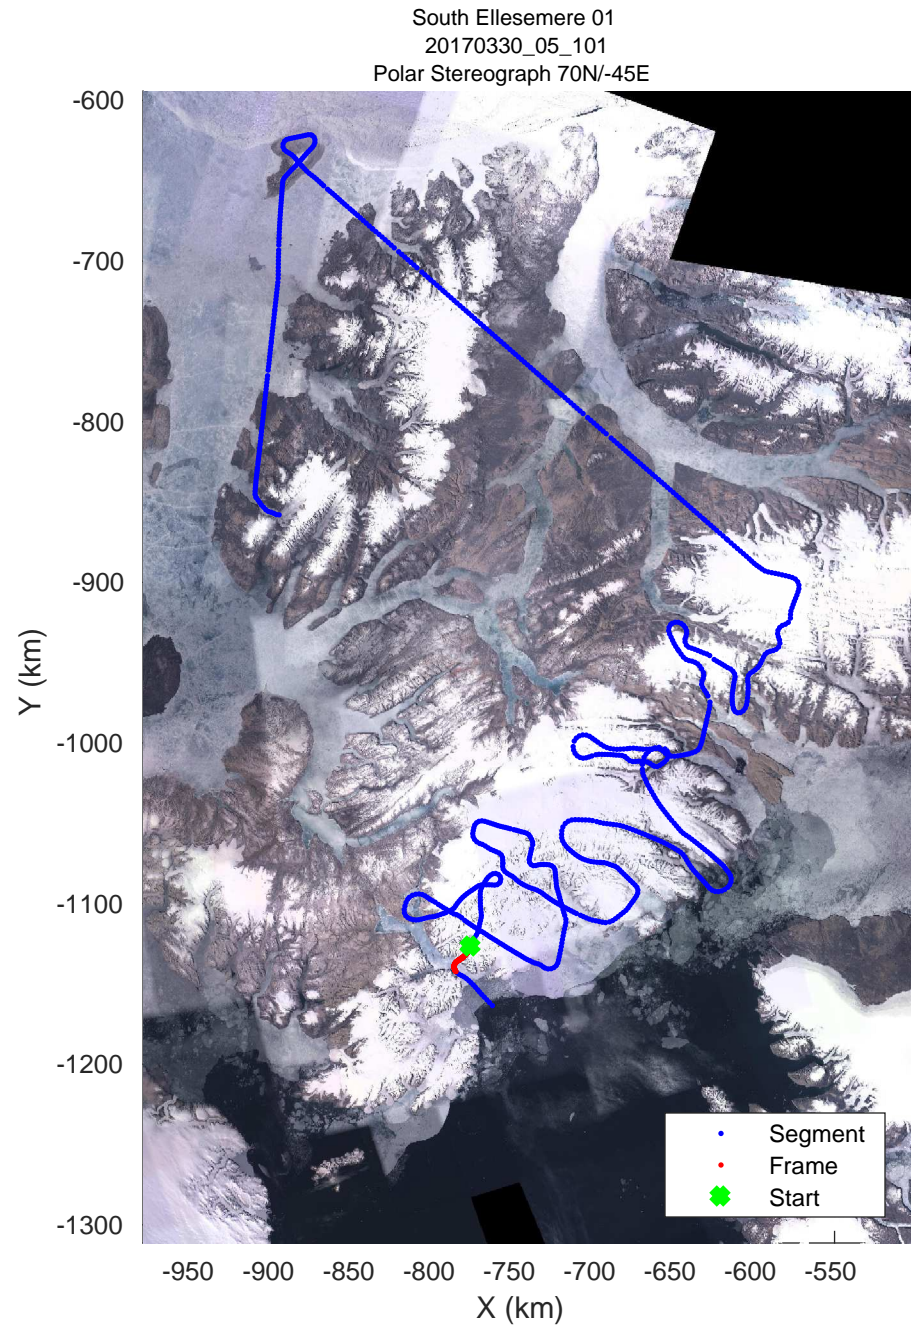 South Ellesemere 01
20170330_05_101
Polar Stereograph 70N/-45E
-600
-700
-800
-900
-1000
-1100
-1200
-1300
Y (km)
Segment
Frame
Start
-950 -900 -850 -800 -750 -700 -650 -600 -550
X (km)